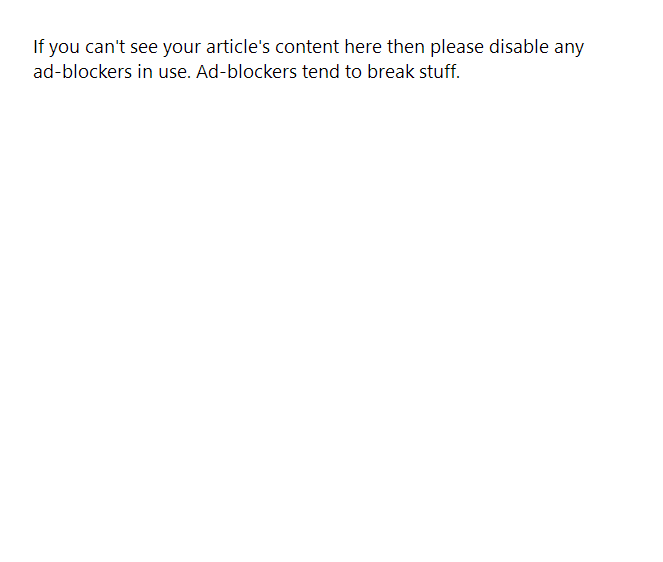 If you can't see your article's content here then please disable any
ad-blockers in use. Ad-blockers tend to break stuff.